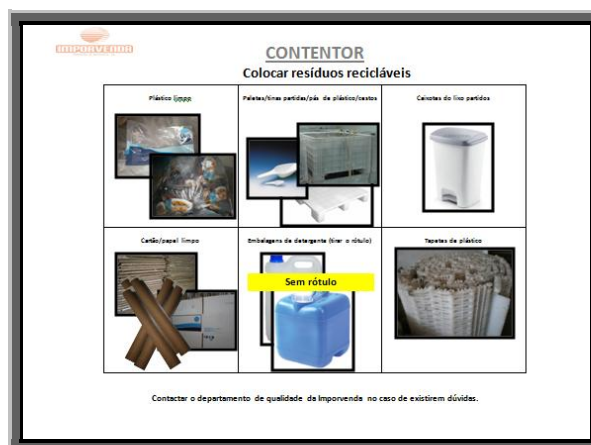 IMPORVENDA
CONTENTOR
Colocar resíduos recicláveis
Plástico limpo
Paletes/tinas partidas/pás de plástico/cestos
Caixotes do lixo partidos
Cartão/papel limpo
Embalagens de detergente (tirar o rótulo)
Tapetes de plástico
Sem rótulo
Contactar o departamento de qualidade da Imporvenda no caso de existirem dúvidas.